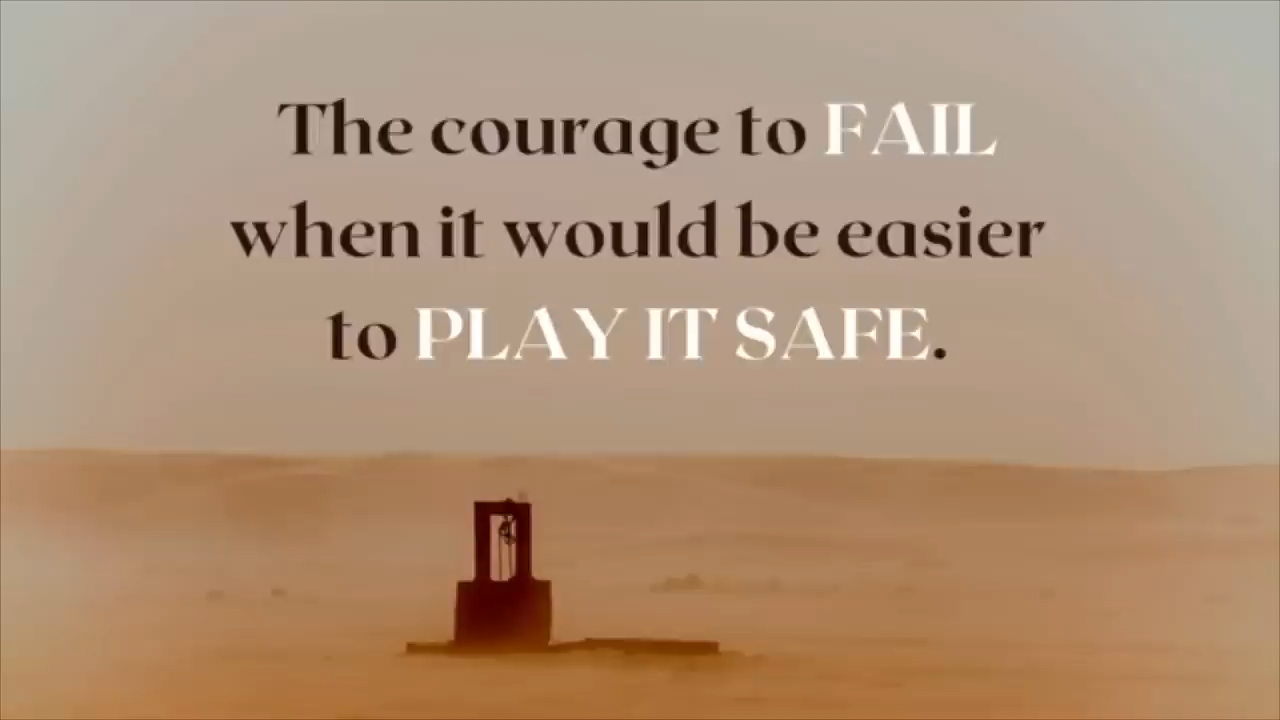 The courage to FAIL
when it would be easier
to PLAY IT SAFE.